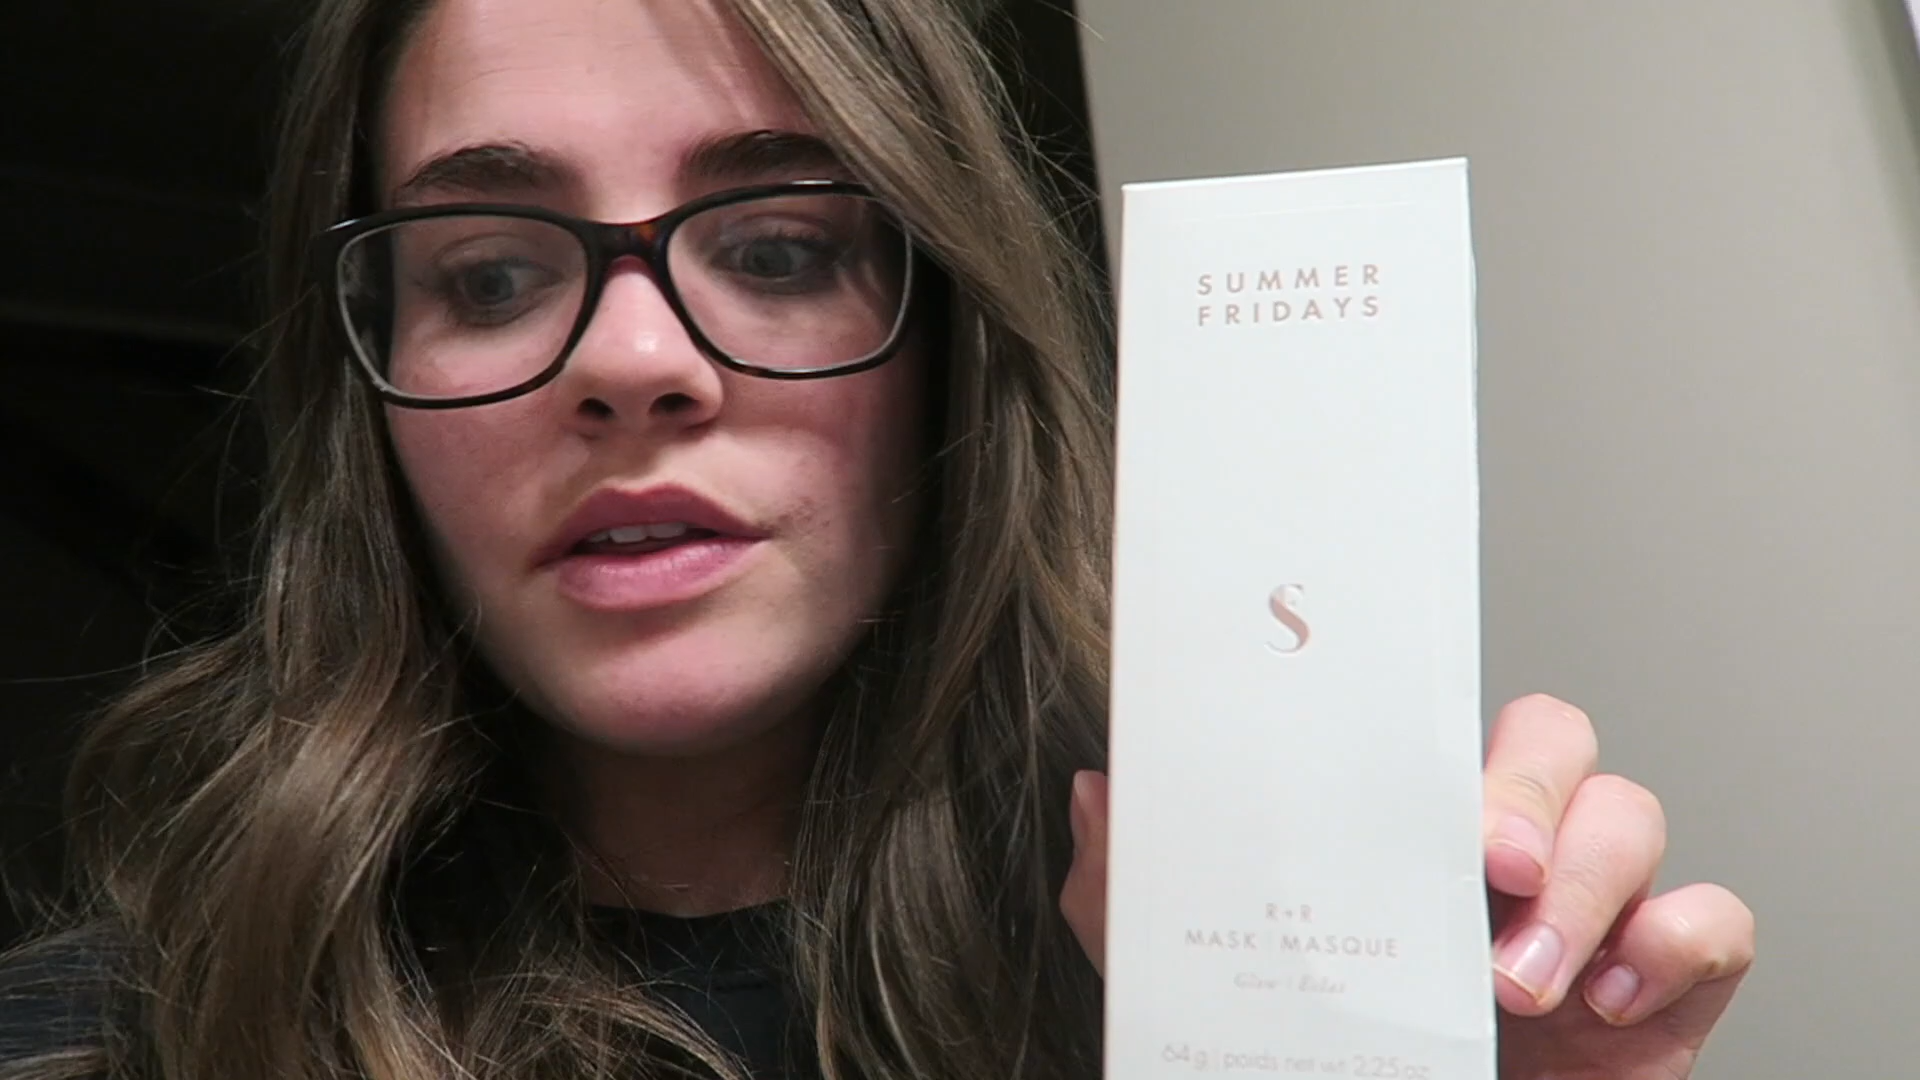 SUMMER
FRIDAYS
S
R+R
MASK | MASQUE
Glow | Éclat
64 g | poids net wt 2.25 oz